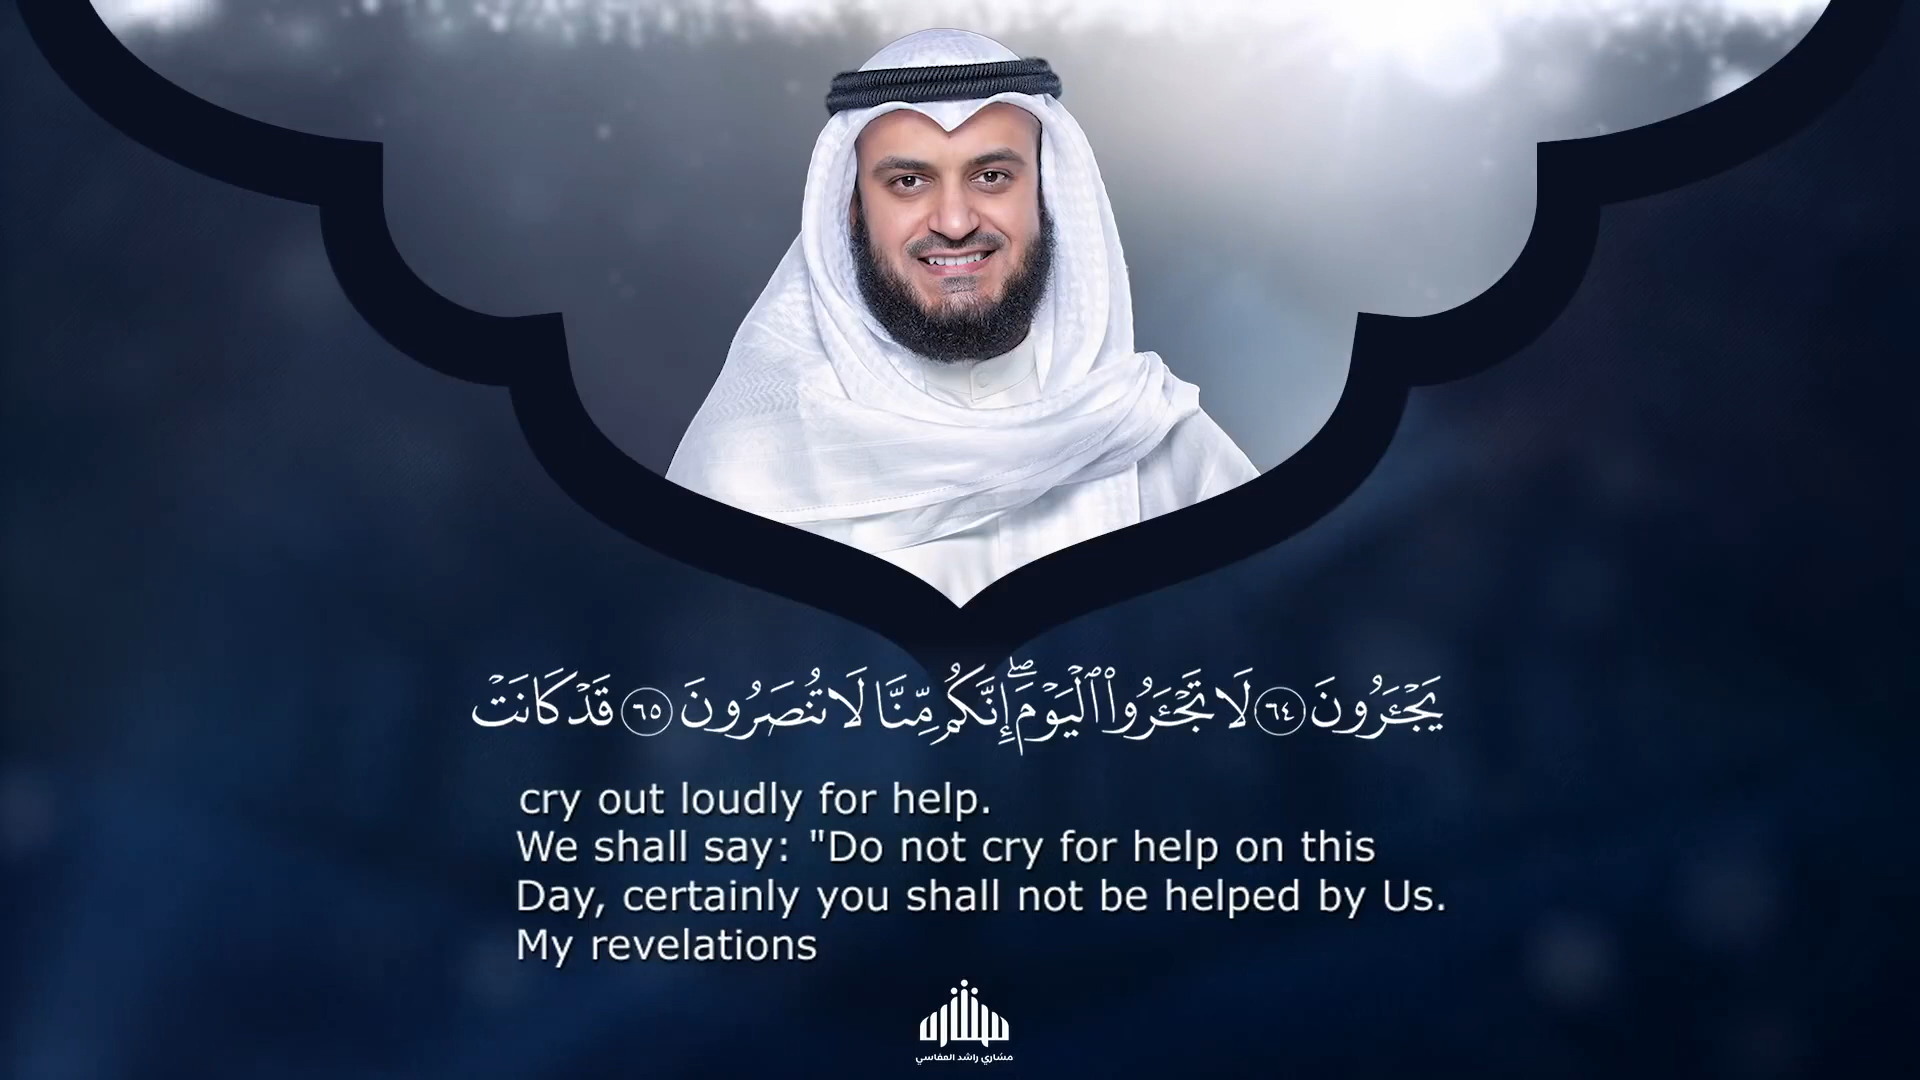 يَجْـَٔرُونَ ٦٤ لَا تَجْـَٔرُوا۟ ٱلْيَوْمَ ۖ إِنَّكُم مِّنَّا لَا تُنصَرُونَ ٦٥ قَدْ كَانَتْ
cry out loudly for help.
We shall say: "Do not cry for help on this
Day, certainly you shall not be helped by Us.
My revelations
مشاري راشد العفاسي